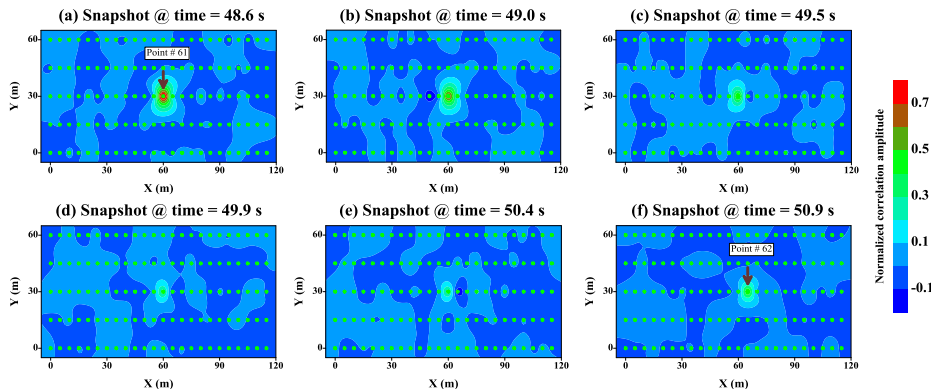 (a) Snapshot @ time = 48.6 s
(b) Snapshot @ time = 49.0 s
(c) Snapshot @ time = 49.5 s
60
30
0
Y (m)
Point # 61
0
30
60
90
120
X (m)
60
30
0
Y (m)
0
30
60
90
120
X (m)
60
30
0
Y (m)
0
30
60
90
120
X (m)
(d) Snapshot @ time = 49.9 s
(e) Snapshot @ time = 50.4 s
(f) Snapshot @ time = 50.9 s
60
30
0
Y (m)
0
30
60
90
120
X (m)
60
30
0
Y (m)
0
30
60
90
120
X (m)
60
30
0
Y (m)
Point # 62
0
30
60
90
120
X (m)
Normalized correlation amplitude
0.7
0.5
0.3
0.1
-0.1